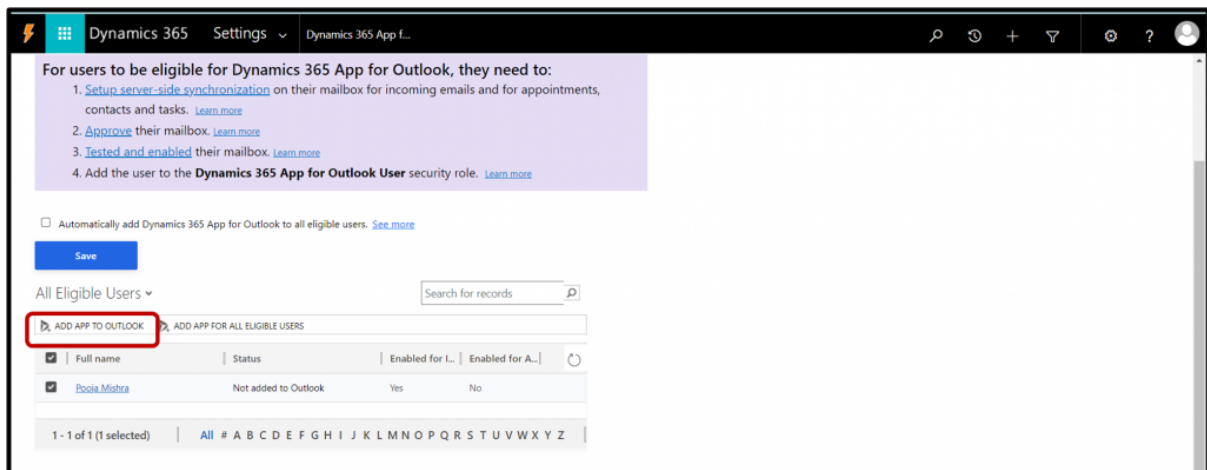 Dynamics 365 Settings Dynamics 365 App f...
For users to be eligible for Dynamics 365 App for Outlook, they need to:
1. Setup server-side synchronization on their mailbox for incoming emails and for appointments,
contacts and tasks. Learn more
2. Approve their mailbox. Learn more
3. Tested and enabled their mailbox. Learn more
4. Add the user to the Dynamics 365 App for Outlook User security role. Learn more
Automatically add Dynamics 365 App for Outlook to all eligible users. See more
Save
All Eligible Users Search for records
ADD APP TO OUTLOOK ADD APP FOR ALL ELIGIBLE USERS
Full name Status Enabled for I... Enabled for A...
Pooja Mishra Not added to Outlook Yes No
1 - 1 of 1 (1 selected) All # A B C D E F G H I J K L M N O P Q R S T U V W X Y Z